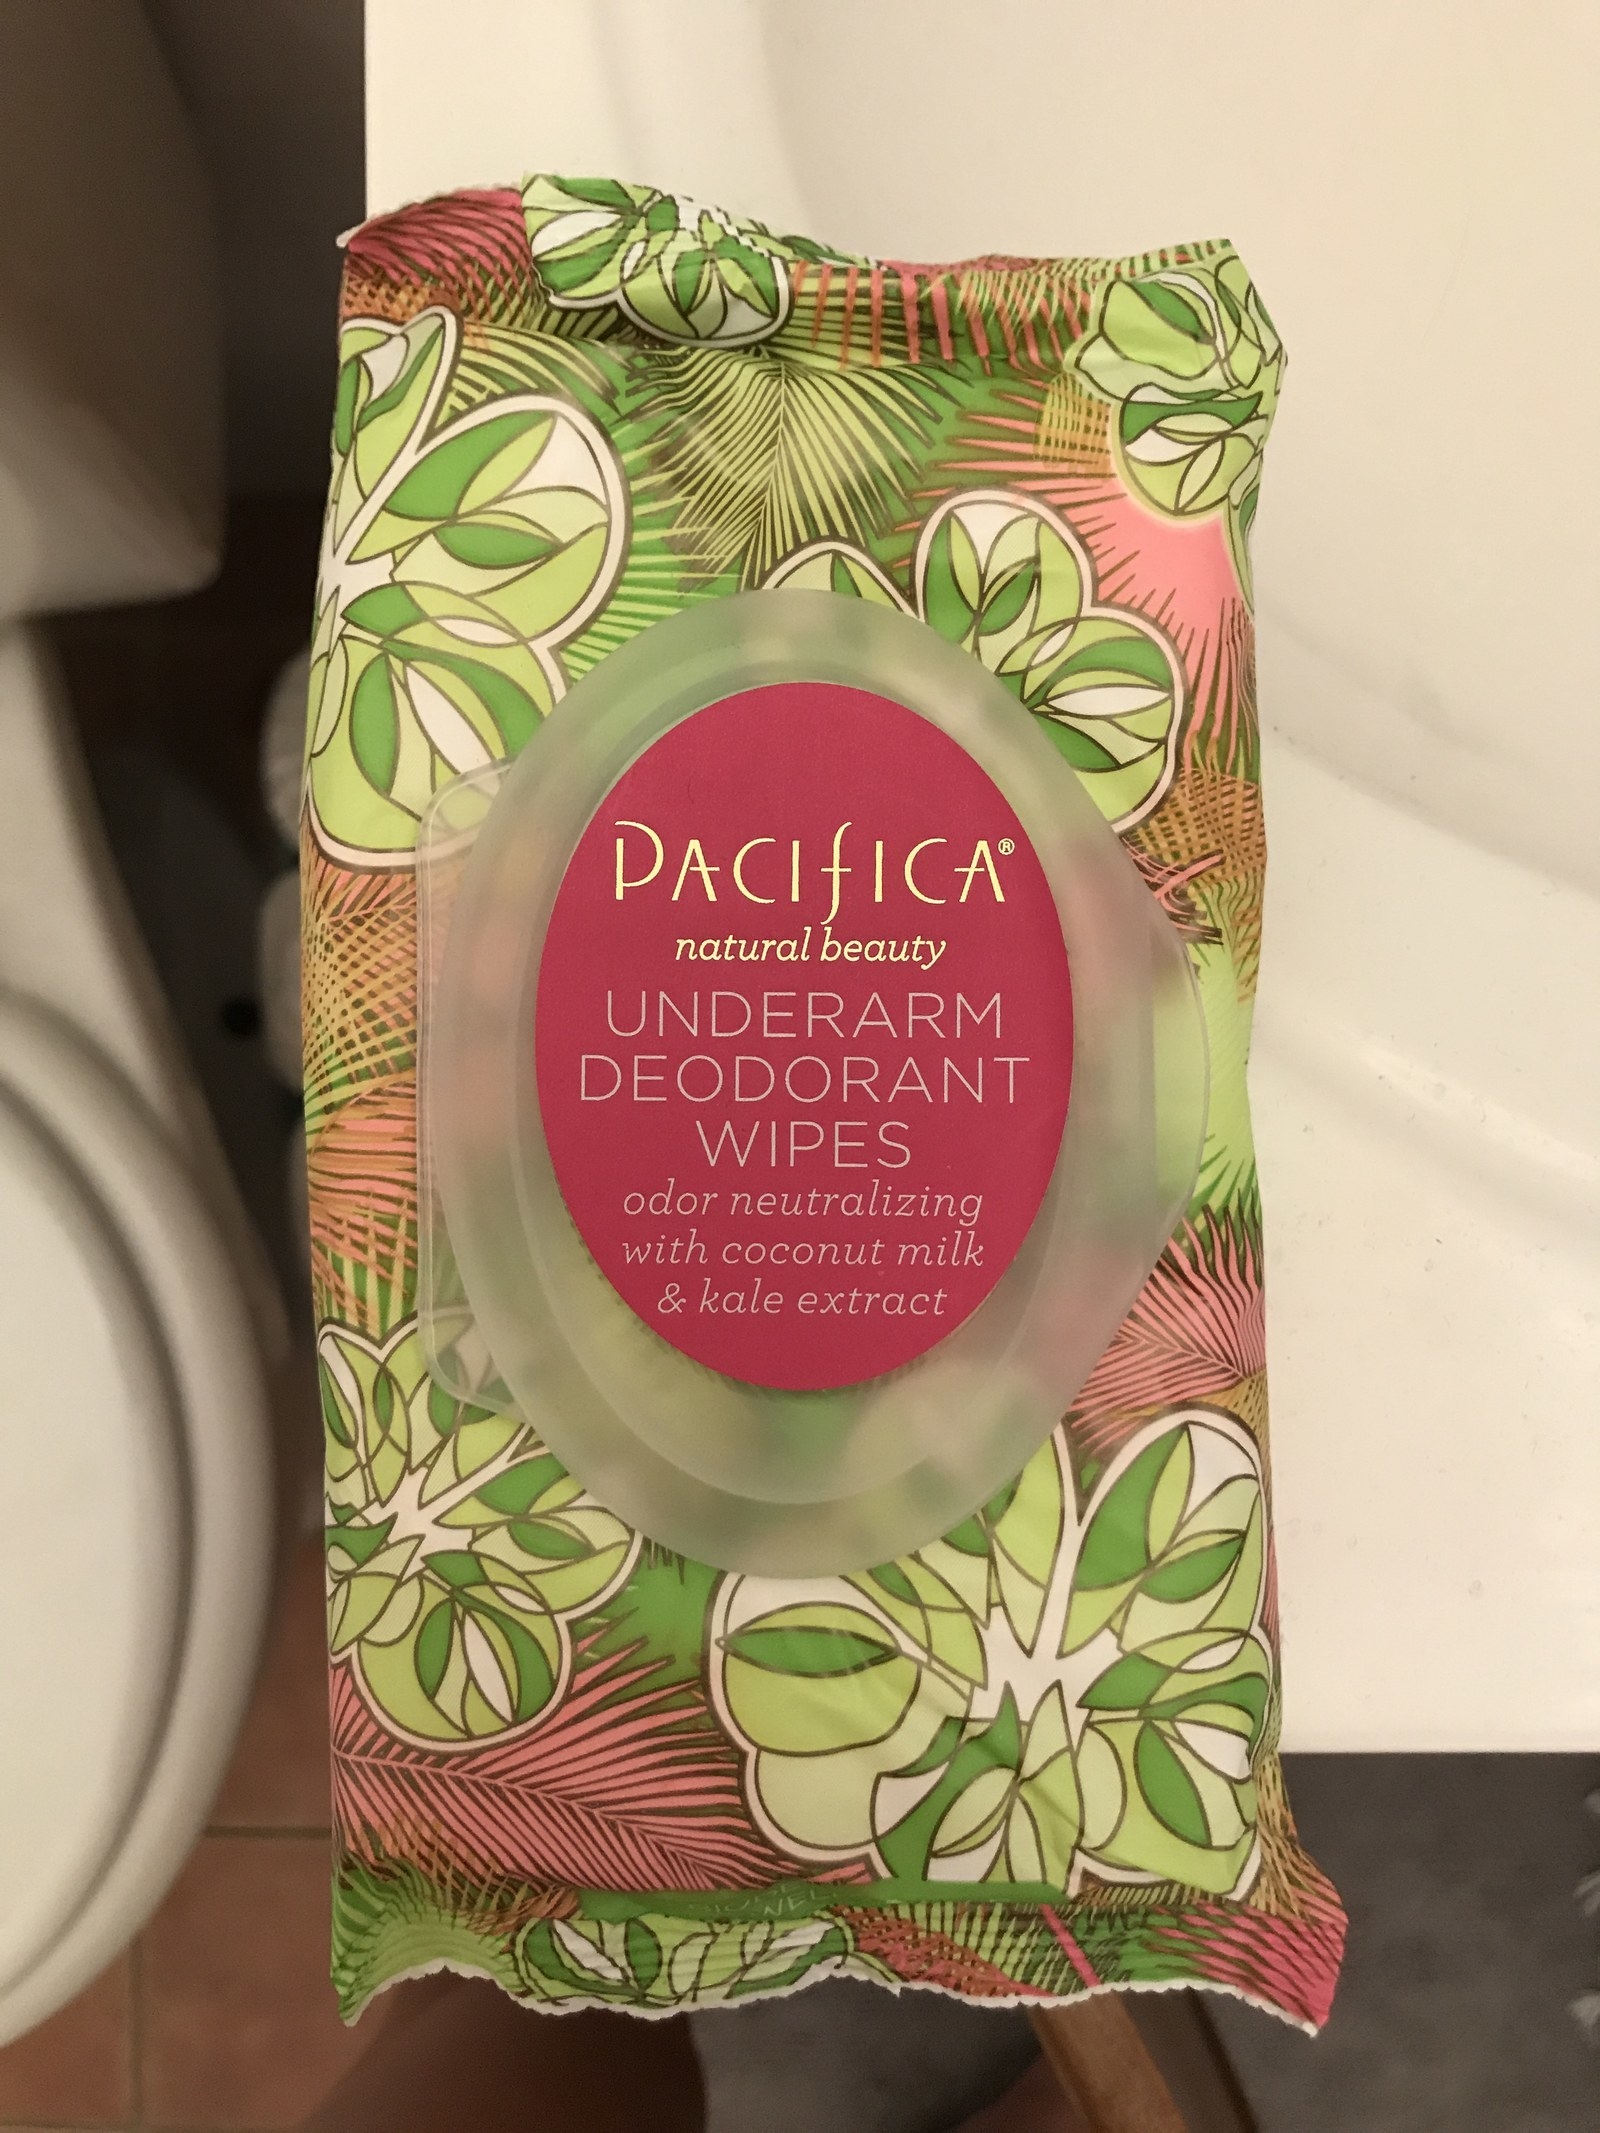 PACIFICA®
natural beauty
UNDERARM
DEODORANT
WIPES
odor neutralizing
with coconut milk
& kale extract